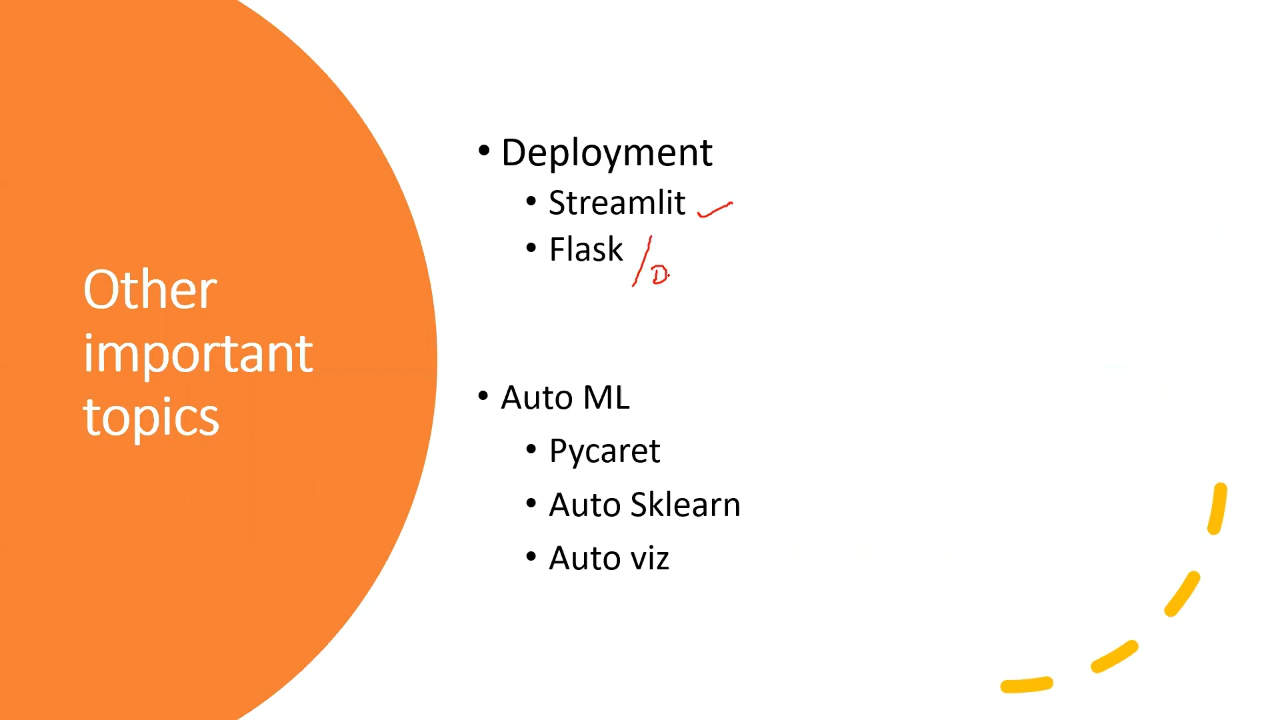 Other
important
topics
• Deployment
• Streamlit ✓
• Flask / D
• Auto ML
• Pycaret
• Auto Sklearn
• Auto viz